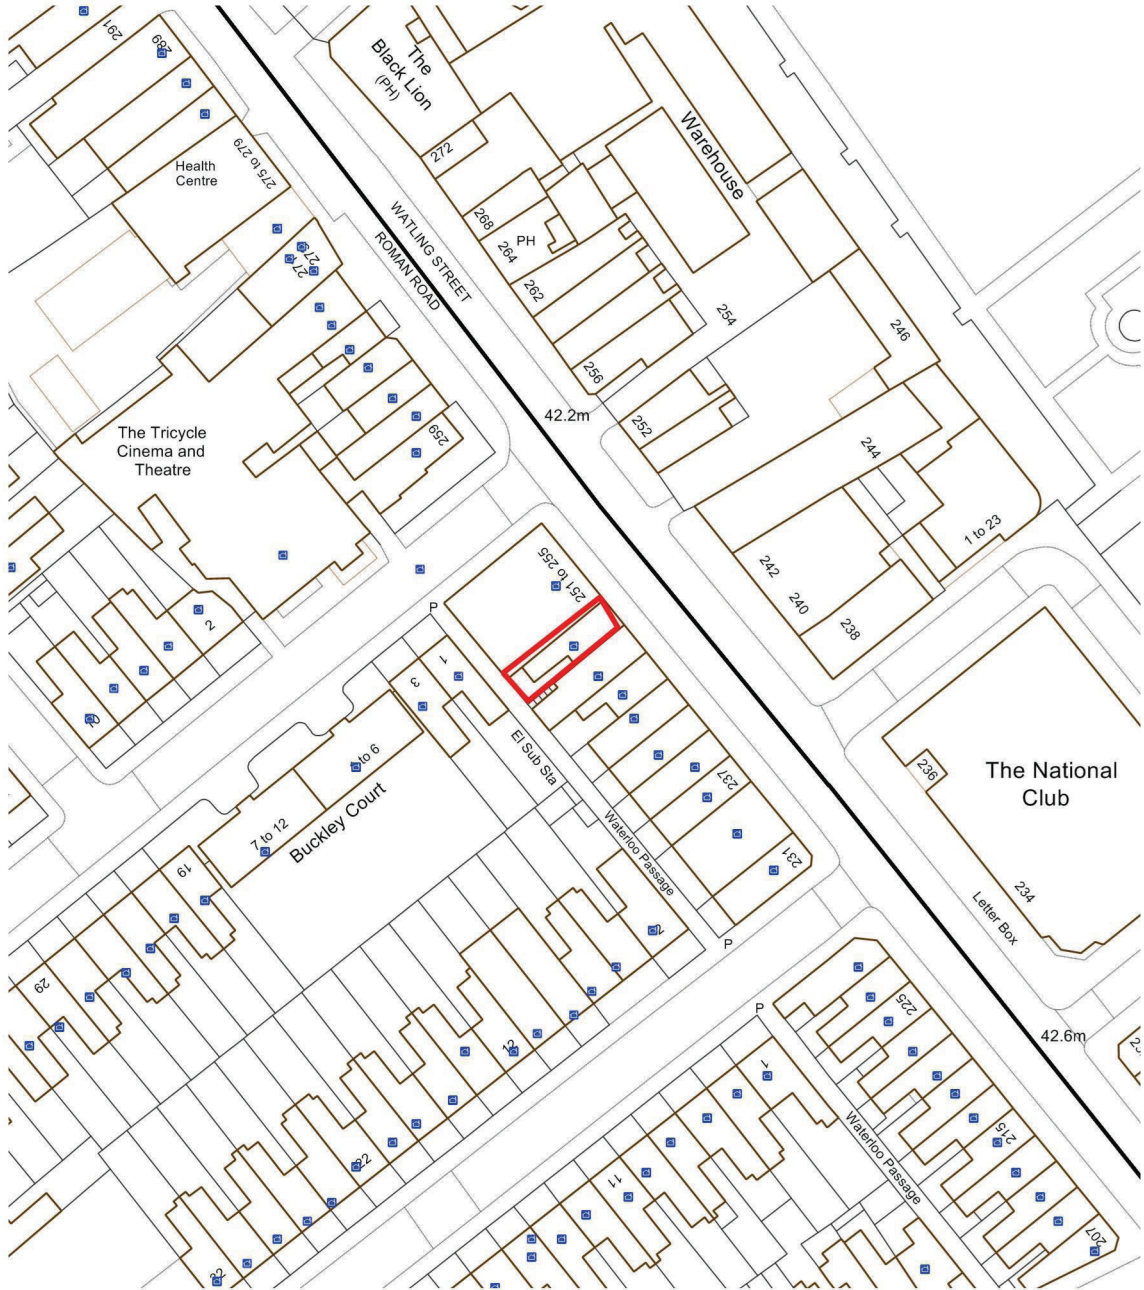 291
289
The
Black Lion
(PH)
272
Warehouse
Health
Centre
275 to 279
WATLING STREET
ROMAN ROAD
268
PH
264
262
273
254
246
256
42.2m
252
259
The Tricycle
Cinema and
Theatre
244
1 to 23
242
240
238
251 to 255
P
2
1
3
El Sub Sta
7 to 12
Buckley Court
237
236
The National
Club
Waterloo Passage
231
234
Letter Box
19
2
P
29
225
P
42.6m
12
1
215
Waterloo Passage
22
11
207
32